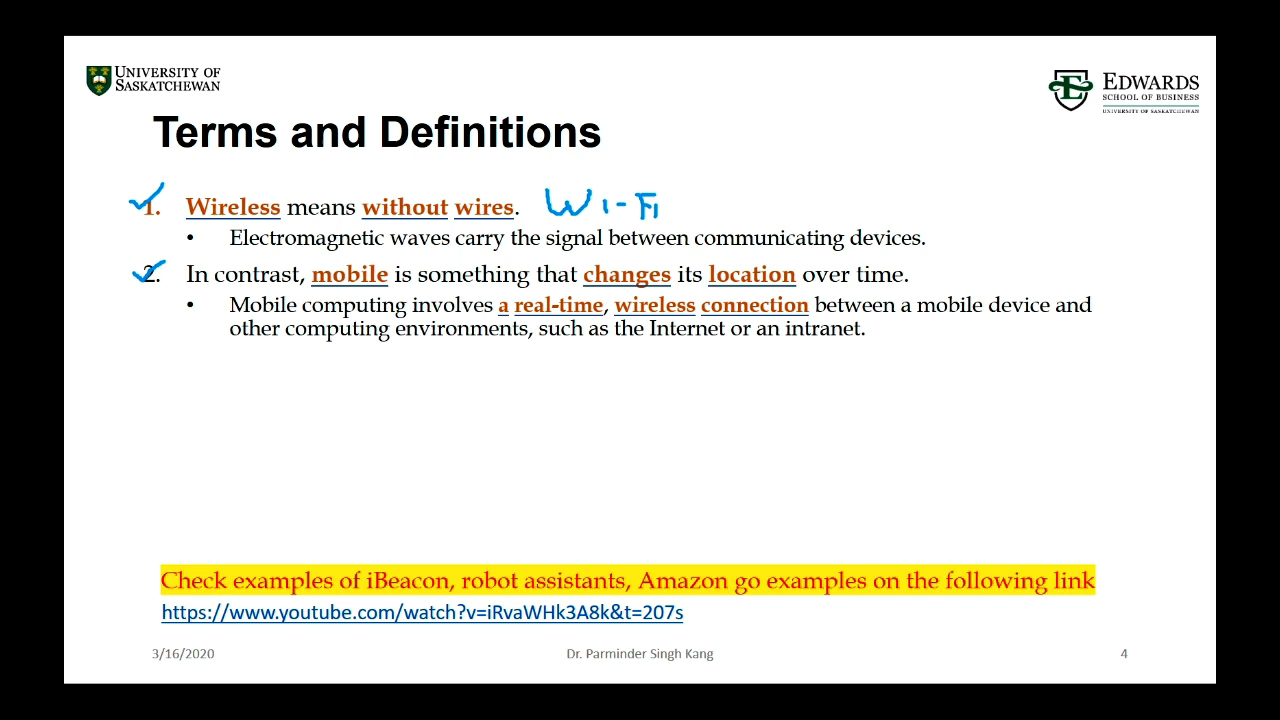 UNIVERSITY OF
SASKATCHEWAN
EDWARDS
SCHOOL OF BUSINESS
UNIVERSITY OF SASKATCHEWAN
Terms and Definitions
1. Wireless means without wires. WI-FI
• Electromagnetic waves carry the signal between communicating devices.
2. In contrast, mobile is something that changes its location over time.
• Mobile computing involves a real-time, wireless connection between a mobile device and
other computing environments, such as the Internet or an intranet.
Check examples of iBeacon, robot assistants, Amazon go examples on the following link
https://www.youtube.com/watch?v=iRvaWHk3A8k&t=207s
3/16/2020 Dr. Parminder Singh Kang 4